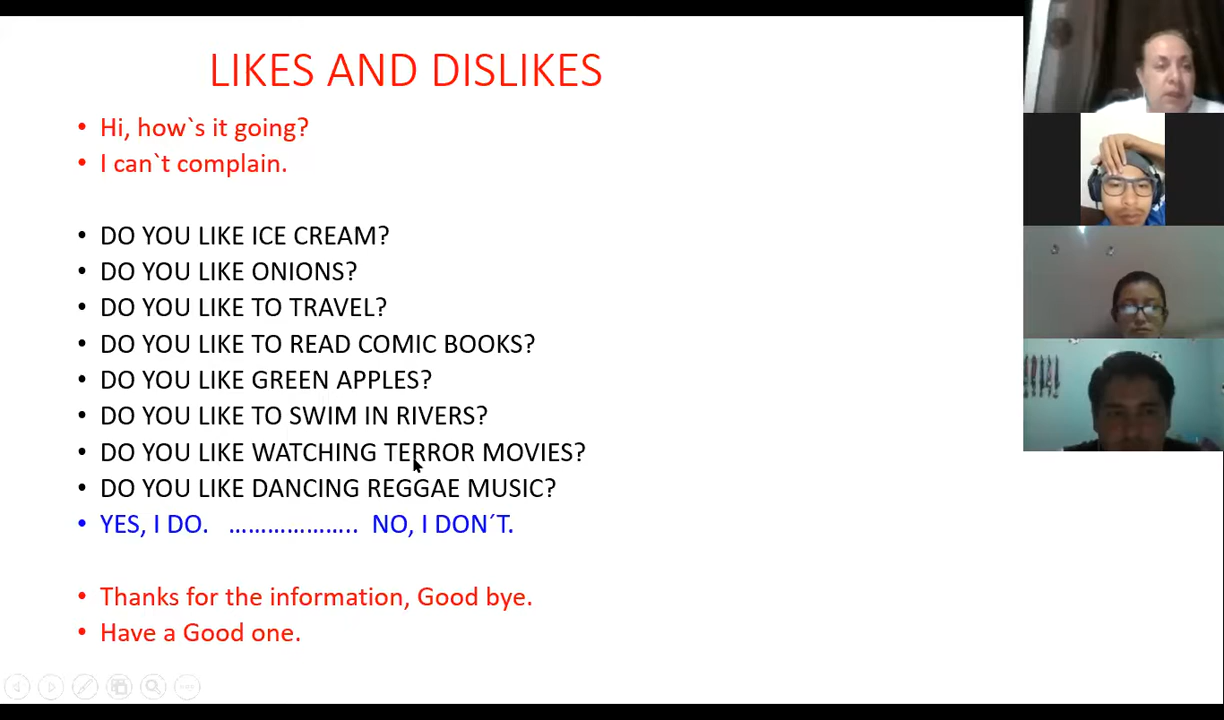 LIKES AND DISLIKES
• Hi, how`s it going?
• I can`t complain.
• DO YOU LIKE ICE CREAM?
• DO YOU LIKE ONIONS?
• DO YOU LIKE TO TRAVEL?
• DO YOU LIKE TO READ COMIC BOOKS?
• DO YOU LIKE GREEN APPLES?
• DO YOU LIKE TO SWIM IN RIVERS?
• DO YOU LIKE WATCHING TERROR MOVIES?
• DO YOU LIKE DANCING REGGAE MUSIC?
• YES, I DO. ……………….. NO, I DON´T.
• Thanks for the information, Good bye.
• Have a Good one.